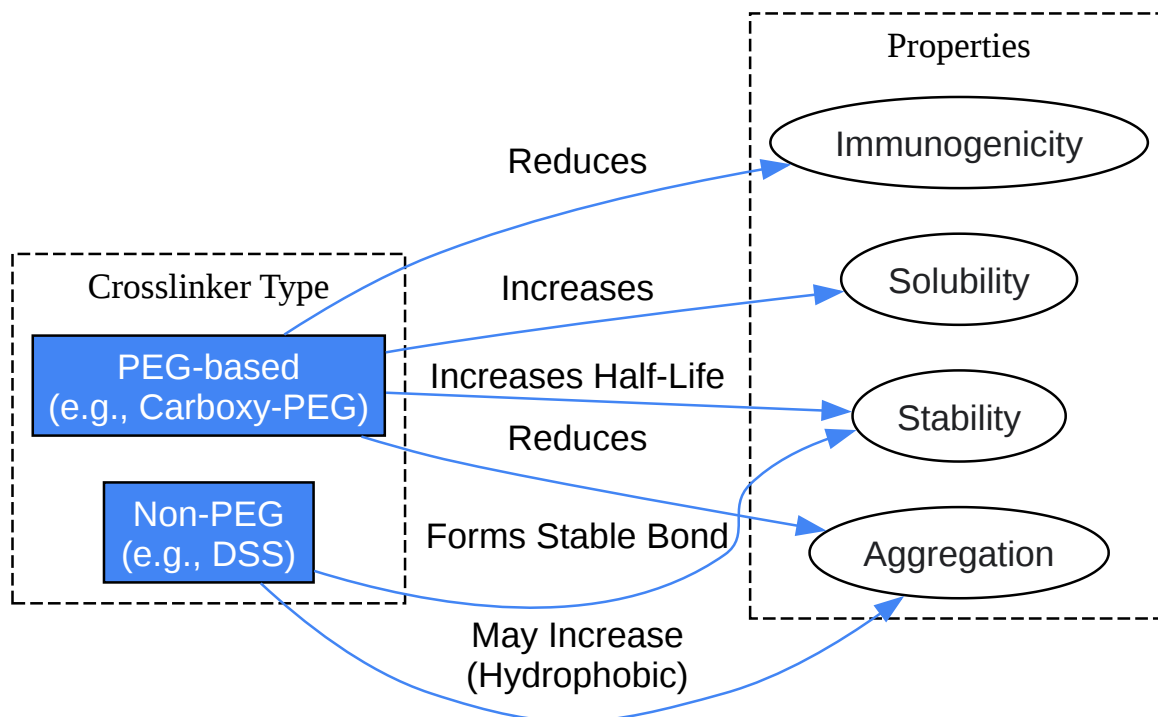 Properties
Immunogenicity
Reduces
Solubility
Increases
Crosslinker Type
PEG-based
(e.g., Carboxy-PEG)
Increases Half-Life
Stability
Reduces
Non-PEG
(e.g., DSS)
Forms Stable Bond
Aggregation
May Increase
(Hydrophobic)